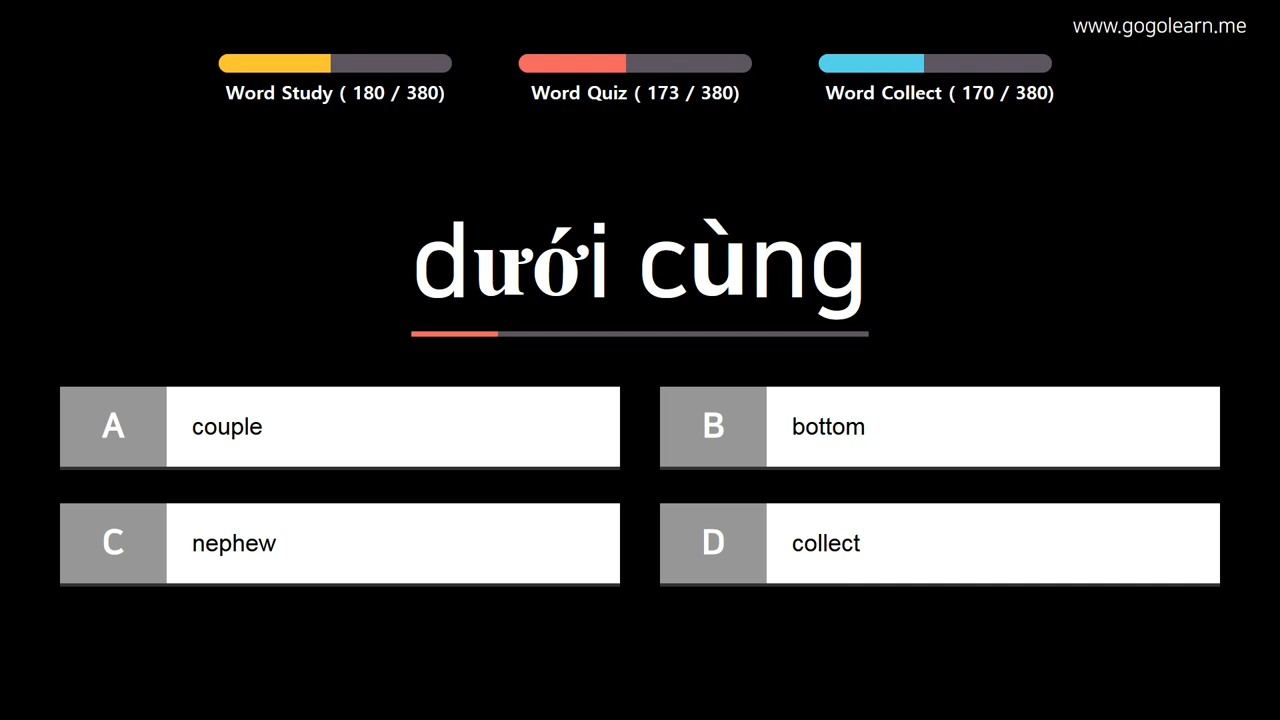 www.gogolearn.me
Word Study ( 180 / 380)
Word Quiz ( 173 / 380)
Word Collect ( 170 / 380)
dưới cùng
A couple
B bottom
C nephew
D collect